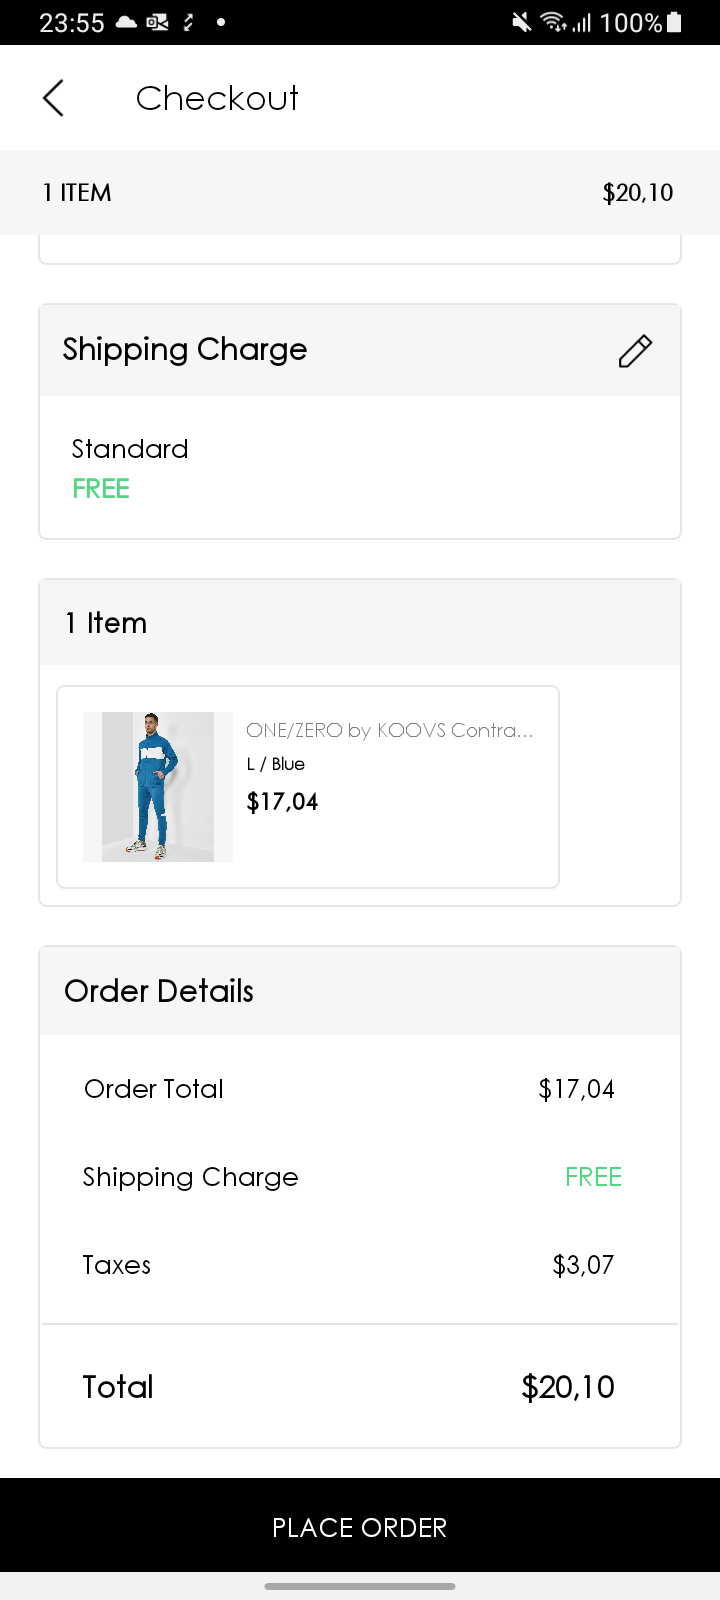 23:55 100%
Checkout
1 ITEM $20,10
Shipping Charge
Standard
FREE
1 Item
ONE/ZERO by KOOVS Contra...
L / Blue
$17,04
Order Details
Order Total $17,04
Shipping Charge FREE
Taxes $3,07
Total $20,10
PLACE ORDER